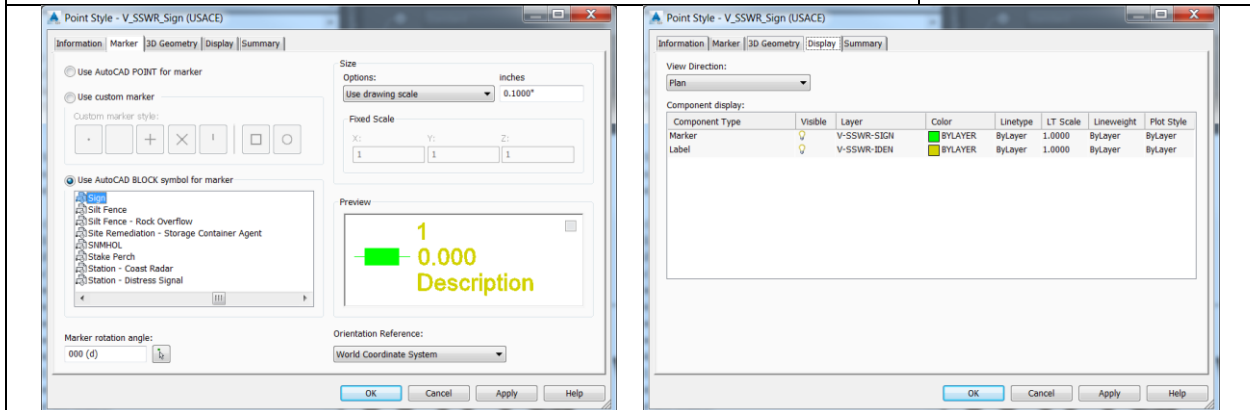 Point Style - V_SSWR_Sign (USACE)
Information Marker 3D Geometry Display Summary
Use AutoCAD POINT for marker
Use custom marker
Custom marker style:
Use AutoCAD BLOCK symbol for marker
Sign
Silt Fence
Silt Fence - Rock Overflow
Site Remediation - Storage Container Agent
SNMHOL
Stake Perch
Station - Coast Radar
Station - Distress Signal
Marker rotation angle:
000 (d)
Size
Options: inches
Use drawing scale 0.1000"
Fixed Scale
X: Y: Z:
1 1 1
Preview
1
0.000
Description
Orientation Reference:
World Coordinate System
OK Cancel Apply Help
Point Style - V_SSWR_Sign (USACE)
Information Marker 3D Geometry Display Summary
View Direction:
Plan
Component display:
Component Type Visible Layer Color Linetype LT Scale Lineweight Plot Style
Marker V-SSWR-SIGN BYLAYER ByLayer 1.0000 ByLayer ByLayer
Label V-SSWR-IDEN BYLAYER ByLayer 1.0000 ByLayer ByLayer
OK Cancel Apply Help